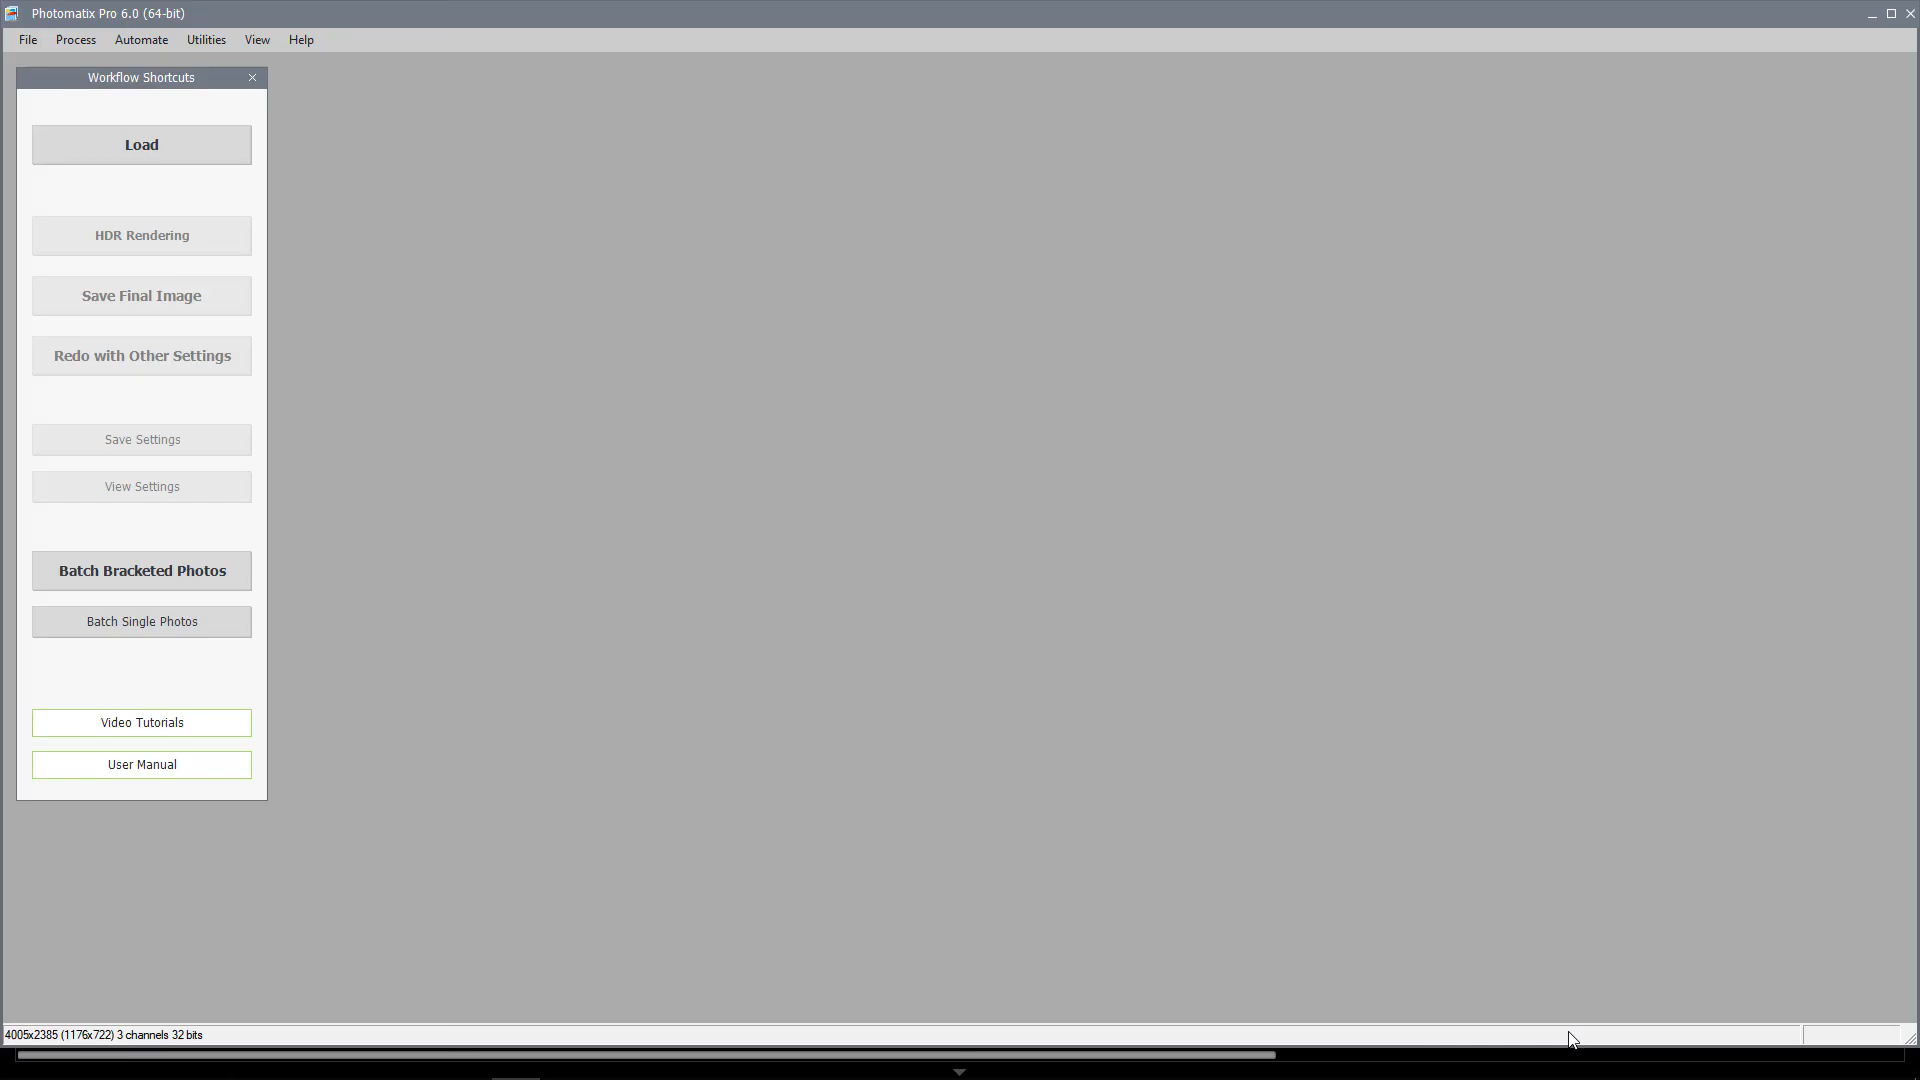 Photomatix Pro 6.0 (64-bit)
File Process Automate Utilities View Help
Workflow Shortcuts
Load
HDR Rendering
Save Final Image
Redo with Other Settings
Save Settings
View Settings
Batch Bracketed Photos
Batch Single Photos
Video Tutorials
User Manual
4005x2385 (1176x722) 3 channels 32 bits